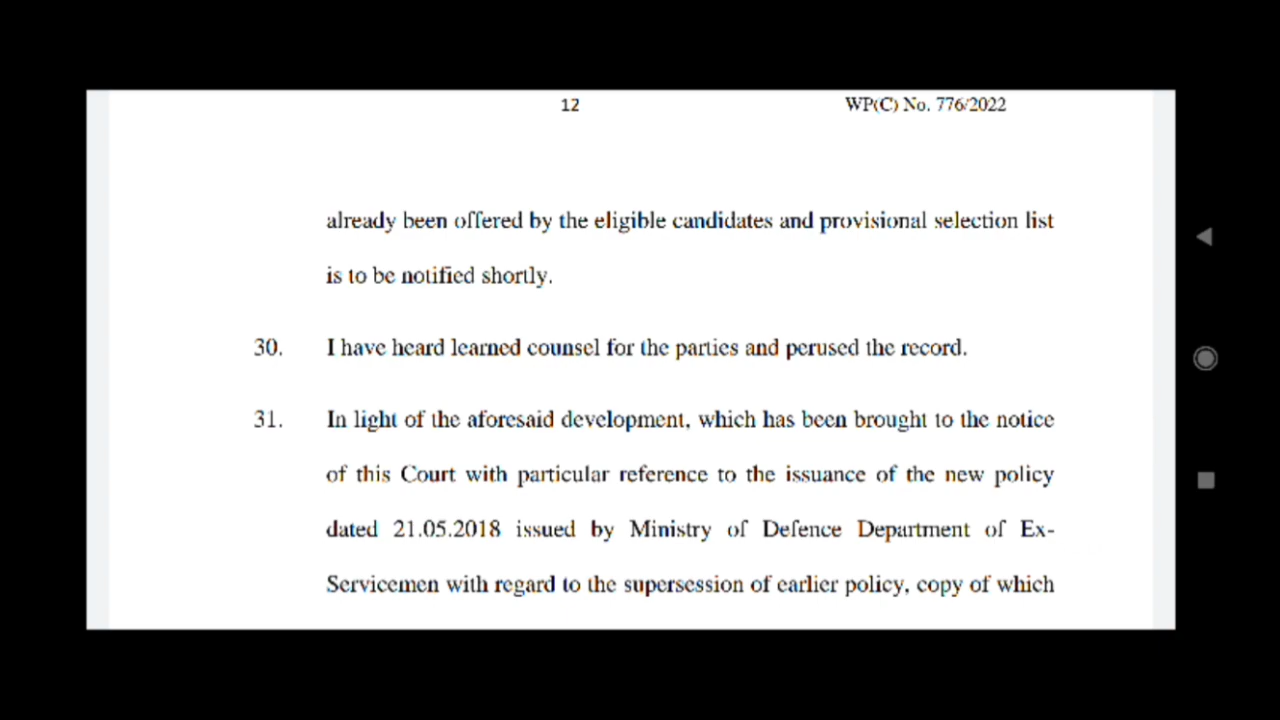 12 WP(C) No. 776/2022
already been offered by the eligible candidates and provisional selection list
is to be notified shortly.
30. I have heard learned counsel for the parties and perused the record.
31. In light of the aforesaid development, which has been brought to the notice
of this Court with particular reference to the issuance of the new policy
dated 21.05.2018 issued by Ministry of Defence Department of Ex-
Servicemen with regard to the supersession of earlier policy, copy of which